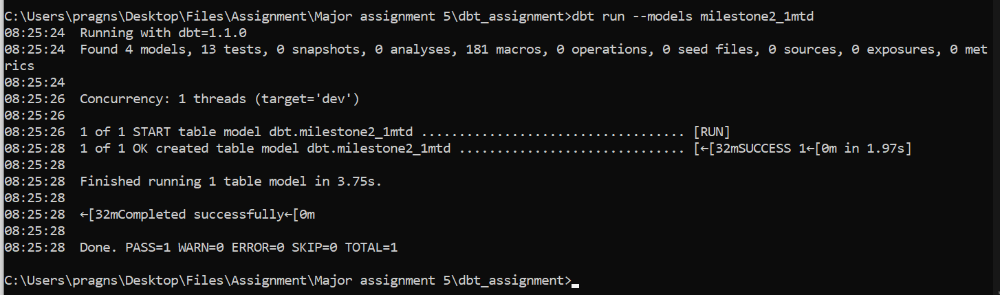 C:\Users\pragns\Desktop\Files\Assignment\Major assignment 5\dbt_assignment>dbt run --models milestone2_1mtd
08:25:24  Running with dbt=1.1.0
08:25:24  Found 4 models, 13 tests, 0 snapshots, 0 analyses, 181 macros, 0 operations, 0 seed files, 0 sources, 0 exposures, 0 met
rics
08:25:24
08:25:26  Concurrency: 1 threads (target='dev')
08:25:26
08:25:26  1 of 1 START table model dbt.milestone2_1mtd ................................... [RUN]
08:25:28  1 of 1 OK created table model dbt.milestone2_1mtd .............................. [←[32mSUCCESS 1←[0m in 1.97s]
08:25:28
08:25:28  Finished running 1 table model in 3.75s.
08:25:28
08:25:28  ←[32mCompleted successfully←[0m
08:25:28
08:25:28  Done. PASS=1 WARN=0 ERROR=0 SKIP=0 TOTAL=1
C:\Users\pragns\Desktop\Files\Assignment\Major assignment 5\dbt_assignment>